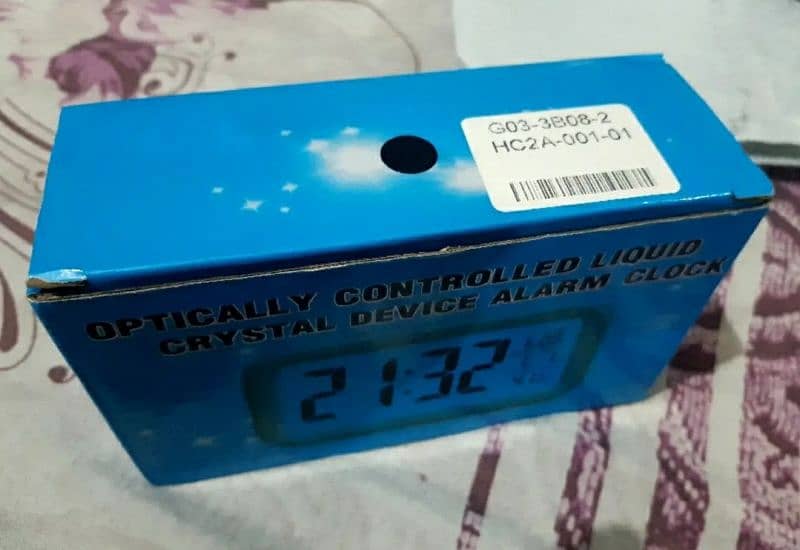 G03-3B08-2
HC2A-001-01
OPTICALLY CONTROLLED LIQUID
CRYSTAL DEVICE ALARM CLOCK
21:32